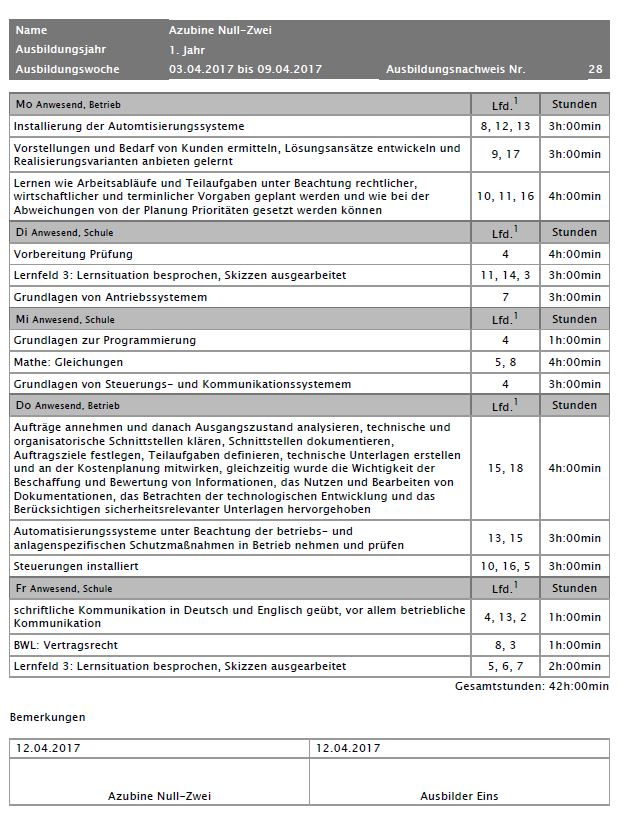 Name Azubine Null-Zwei
Ausbildungsjahr 1. Jahr
Ausbildungswoche 03.04.2017 bis 09.04.2017 Ausbildungsnachweis Nr. 28
Mo Anwesend, Betrieb Lfd.1 Stunden
Installierung der Automtisierungssysteme 8, 12, 13 3h:00min
Vorstellungen und Bedarf von Kunden ermitteln, Lösungsansätze entwickeln und
Realisierungsvarianten anbieten gelernt 9, 17 3h:00min
Lernen wie Arbeitsabläufe und Teilaufgaben unter Beachtung rechtlicher,
wirtschaftlicher und terminlicher Vorgaben geplant werden und wie bei der 10, 11, 16 4h:00min
Abweichungen von der Planung Prioritäten gesetzt werden können
Di Anwesend, Schule Lfd.1 Stunden
Vorbereitung Prüfung 4 4h:00min
Lernfeld 3: Lernsituation besprochen, Skizzen ausgearbeitet 11, 14, 3 3h:00min
Grundlagen von Antriebssystemem 7 3h:00min
Mi Anwesend, Schule Lfd.1 Stunden
Grundlagen zur Programmierung 4 1h:00min
Mathe: Gleichungen 5, 8 4h:00min
Grundlagen von Steuerungs- und Kommunikationssystemem 4 3h:00min
Do Anwesend, Betrieb Lfd.1 Stunden
Aufträge annehmen und danach Ausgangszustand analysieren, technische und
organisatorische Schnittstellen klären, Schnittstellen dokumentieren,
Auftragsziele festlegen, Teilaufgaben definieren, technische Unterlagen erstellen
und an der Kostenplanung mitwirken, gleichzeitig wurde die Wichtigkeit der 15, 18 4h:00min
Beschaffung und Bewertung von Informationen, das Nutzen und Bearbeiten von
Dokumentationen, das Betrachten der technologischen Entwicklung und das
Berücksichtigen sicherheitsrelevanter Unterlagen hervorgehoben
Automatisierungssysteme unter Beachtung der betriebs- und
anlagenspezifischen Schutzmaßnahmen in Betrieb nehmen und prüfen 13, 15 3h:00min
Steuerungen installiert 10, 16, 5 3h:00min
Fr Anwesend, Schule Lfd.1 Stunden
schriftliche Kommunikation in Deutsch und Englisch geübt, vor allem betriebliche
Kommunikation 4, 13, 2 1h:00min
BWL: Vertragsrecht 8, 3 1h:00min
Lernfeld 3: Lernsituation besprochen, Skizzen ausgearbeitet 5, 6, 7 2h:00min
Gesamtstunden: 42h:00min
Bemerkungen
12.04.2017 12.04.2017
Azubine Null-Zwei Ausbilder Eins